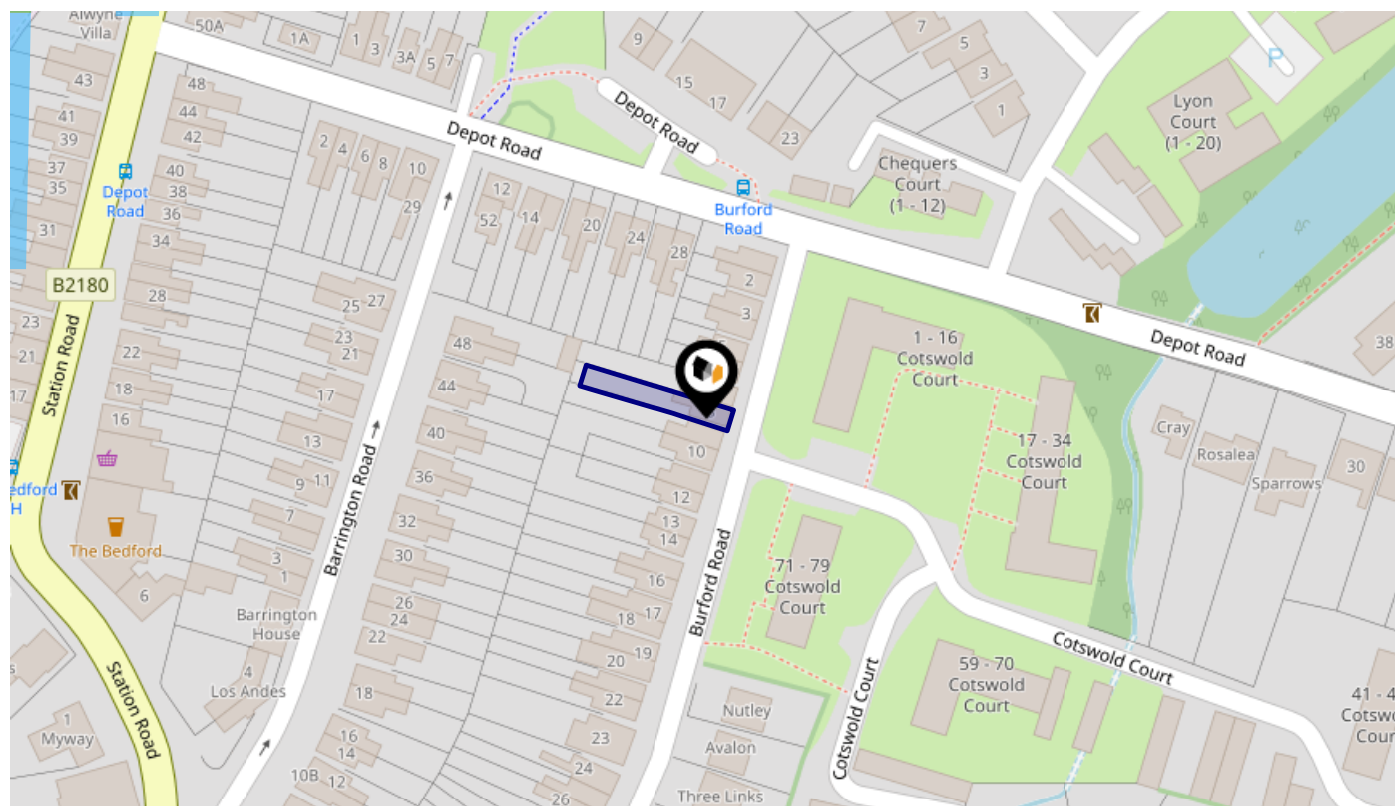 Alwyne
Villa
50A
1A
1
3
3A
5
7
9
15
17
23
7
5
3
1
Lyon
Court
(1 - 20)
P
43
48
44
42
41
39
37
35
31
Depot
Road
40
38
36
34
2
4
6
8
10
29
Depot Road
Depot Road
Burford
Road
Chequers
Court
(1 - 12)
12
52
14
20
24
28
2
3
B2180
23
21
17
28
22
18
16
25
27
23
21
17
13
9
11
7
3
1
Station Road
Barrington Road
48
44
40
36
32
30
26
24
22
18
16
14
10B
12
10
12
13
14
16
18
17
19
20
22
23
24
26
Burford Road
1 - 16
Cotswold
Court
17 - 34
Cotswold
Court
71 - 79
Cotswold
Court
59 - 70
Cotswold
Court
Depot Road
38
Cray
Rosalea
Sparrows
30
edford
H
The Bedford
6
Barrington
House
4
Los Andes
Station Road
1
Myway
s
Nutley
Avalon
Three Links
Cotswold Court
Cotswold Court
41 - 4
Cotswo
Cour